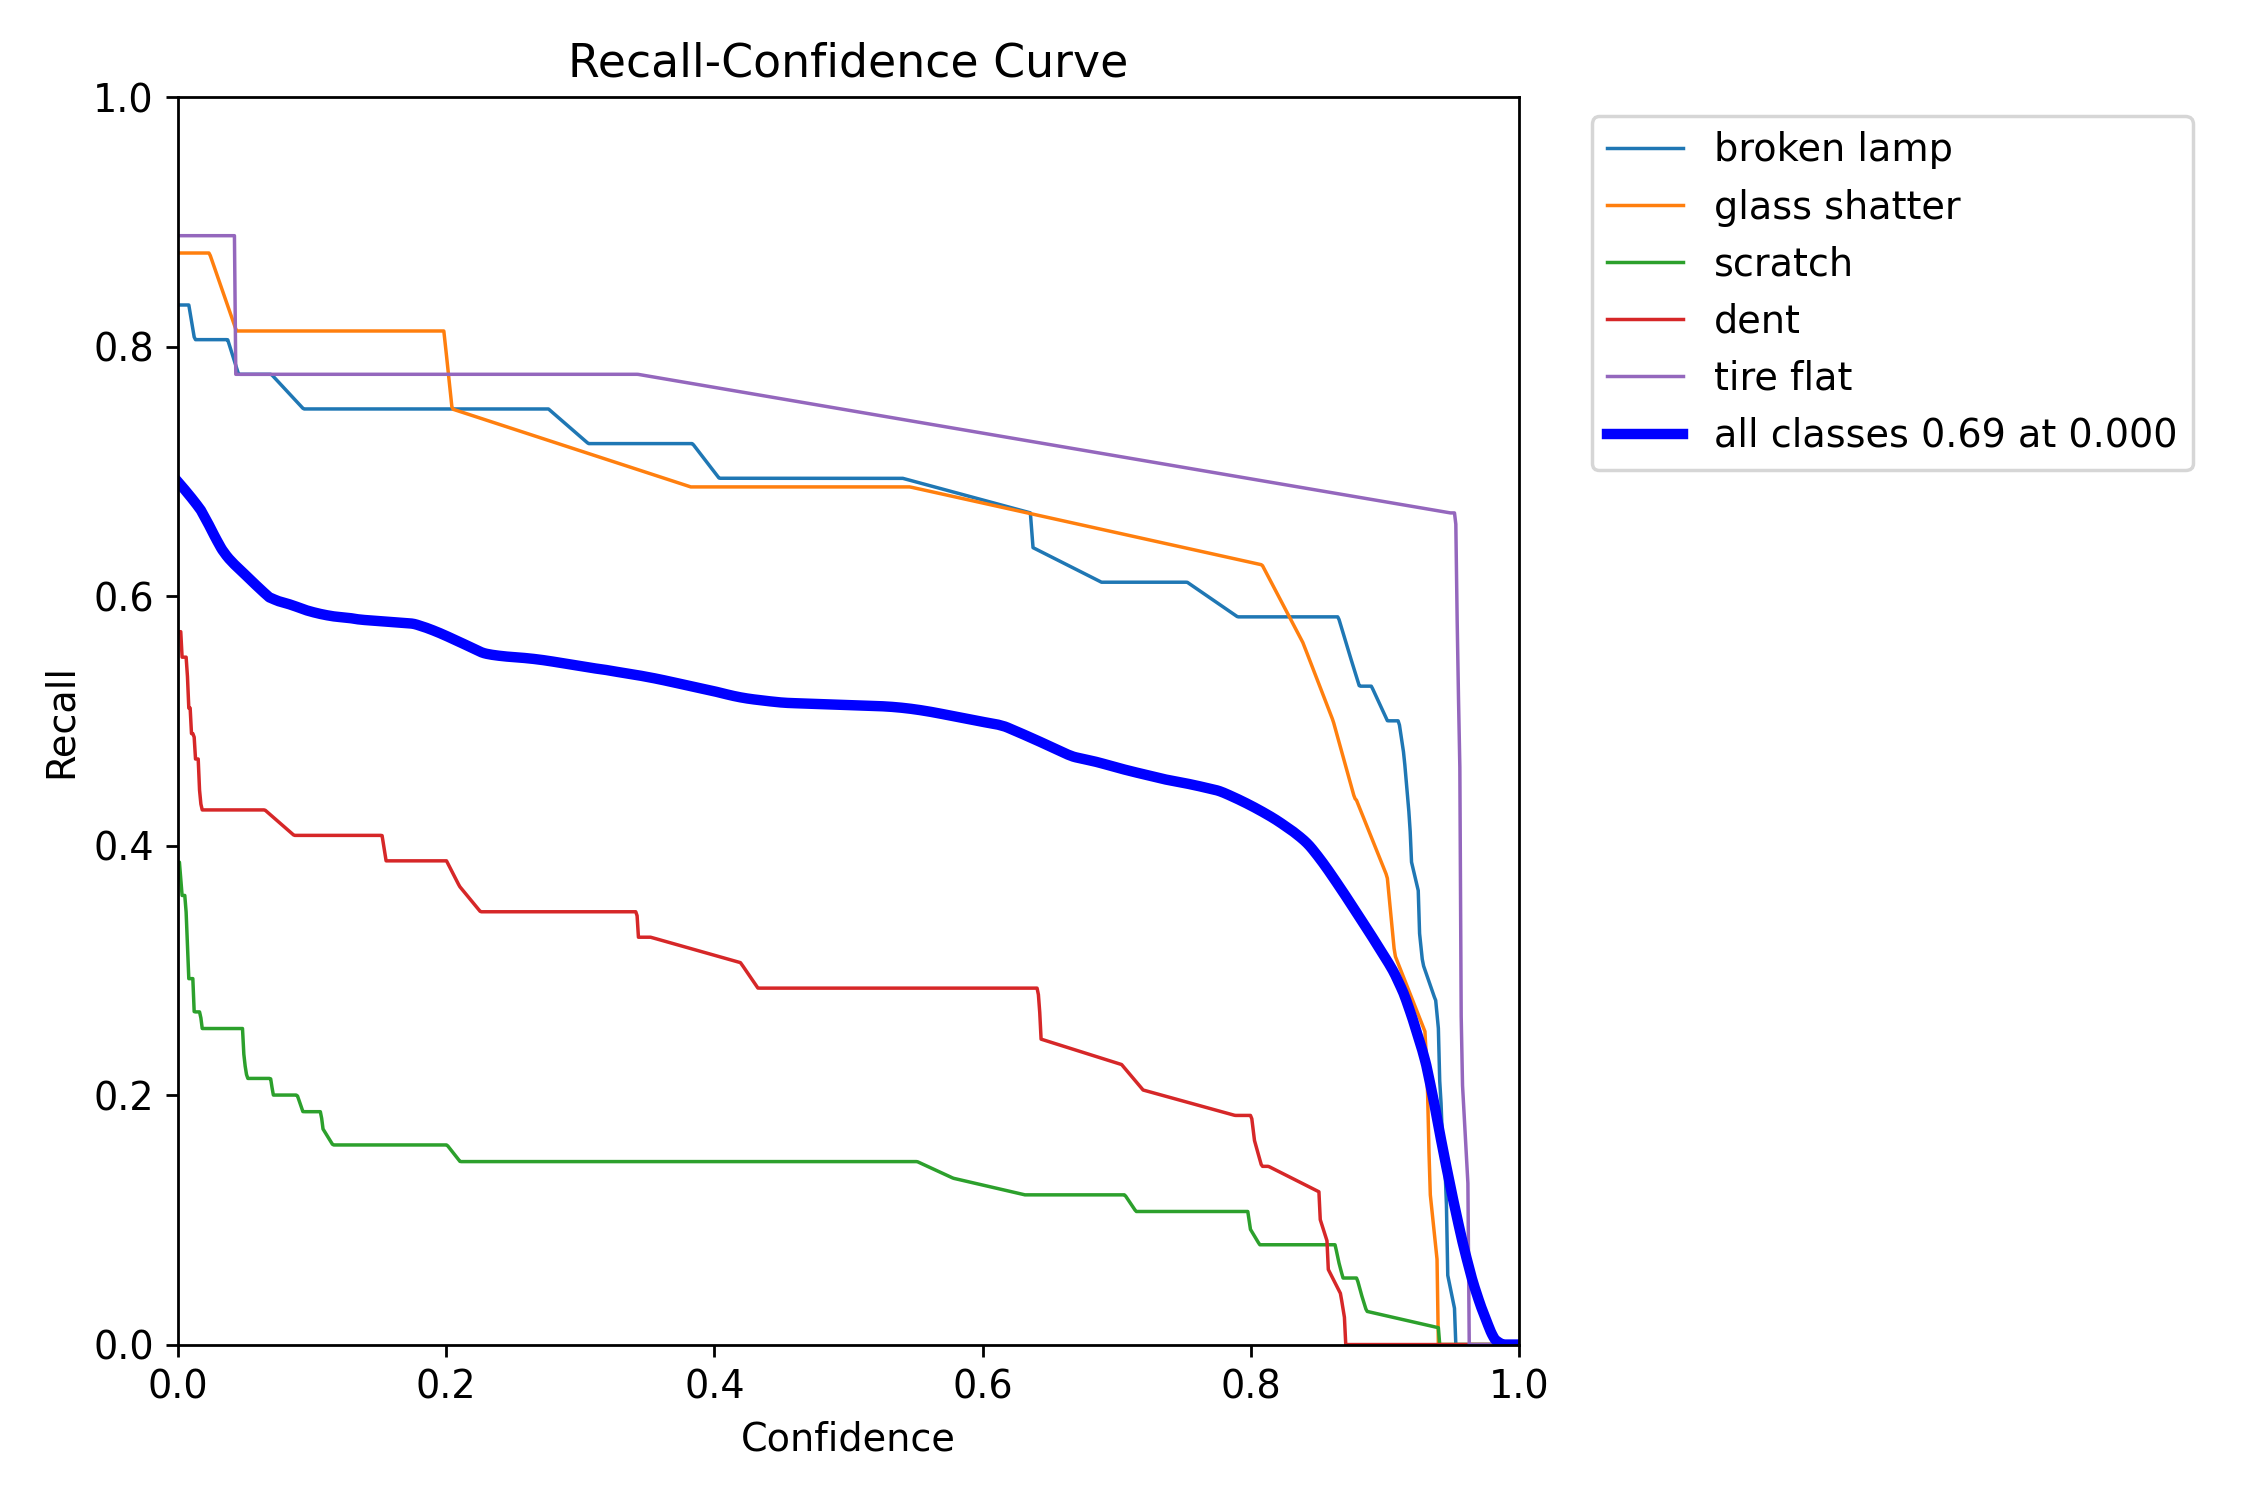 Recall-Confidence Curve
1.0
0.8
0.6
0.4
0.2
0.0
Recall
0.0 0.2 0.4 0.6 0.8 1.0
Confidence
broken lamp
glass shatter
scratch
dent
tire flat
all classes 0.69 at 0.000